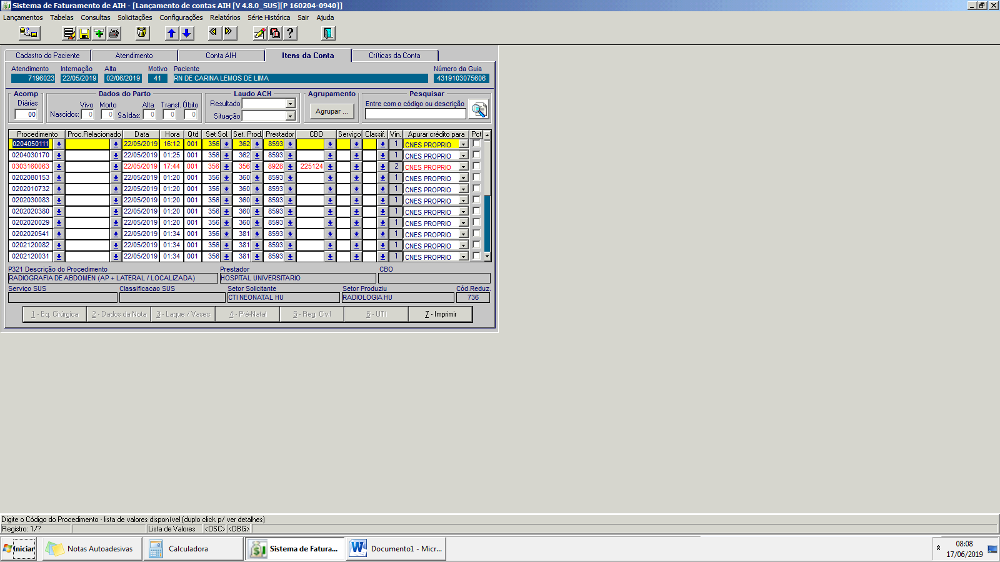 Sistema de Faturamento de AIH - [Lançamento de contas AIH [V 4.8.0_SUS][P 160204-0940]]
Lançamentos Tabelas Consultas Solicitações Configurações Relatórios Série Histórica Sair Ajuda
Cadastro do Paciente Atendimento Conta AIH Itens da Conta Críticas da Conta
Atendimento Internação Alta Motivo Paciente Número da Guia
7196023 22/05/2019 02/06/2019 41 RN DE CARINA LEMOS DE LIMA 4319103075606
Acomp Dados do Parto Laudo ACH Agrupamento Pesquisar
Diárias Vivo Morto Alta Transf. Óbito Resultado Entre com o código ou descrição
00 Nascidos: 0 0 Saídas: 0 0 0 Situação Agrupar ...
Procedimento Proc.Relacionado Data Hora Qtd Set Sol. Set. Prod. Prestador CBO Serviço Classif. Vin. Apurar crédito para Pct
0204050111 22/05/2019 16:12 001 356 362 8593 1 CNES PROPRIO
0204030170 22/05/2019 01:25 001 356 362 8593 1 CNES PROPRIO
0303160063 22/05/2019 17:44 001 356 356 8928 225124 2 CNES PROPRIO
0202080153 22/05/2019 01:20 001 356 360 8593 1 CNES PROPRIO
0202010732 22/05/2019 01:20 001 356 360 8593 1 CNES PROPRIO
0202030083 22/05/2019 01:20 001 356 360 8593 1 CNES PROPRIO
0202020380 22/05/2019 01:20 001 356 360 8593 1 CNES PROPRIO
0202020029 22/05/2019 01:20 001 356 360 8593 1 CNES PROPRIO
0202020541 22/05/2019 01:34 001 356 381 8593 1 CNES PROPRIO
0202120082 22/05/2019 01:34 001 356 381 8593 1 CNES PROPRIO
0202120031 22/05/2019 01:34 001 356 381 8593 1 CNES PROPRIO
P321 Descrição do Procedimento Prestador CBO
RADIOGRAFIA DE ABDOMEN (AP + LATERAL / LOCALIZADA) HOSPITAL UNIVERSITARIO
Serviço SUS Classificacao SUS Setor Solicitante Setor Produziu Cód.Reduz.
CTI NEONATAL HU RADIOLOGIA HU 736
1 - Eq. Cirúrgica 2 - Dados da Nota 3 - Laque / Vasec 4 - Pré-Natal 5 - Reg. Civil 6 - UTI 7 - Imprimir
Digite o Código do Procedimento - lista de valores disponível (duplo click p/ ver detalhes)
Registro: 1/? Lista de Valores <OSC> <DBG>
Iniciar Notas Autoadesivas Calculadora Sistema de Fatura... Documento1 - Micr... 08:08
17/06/2019